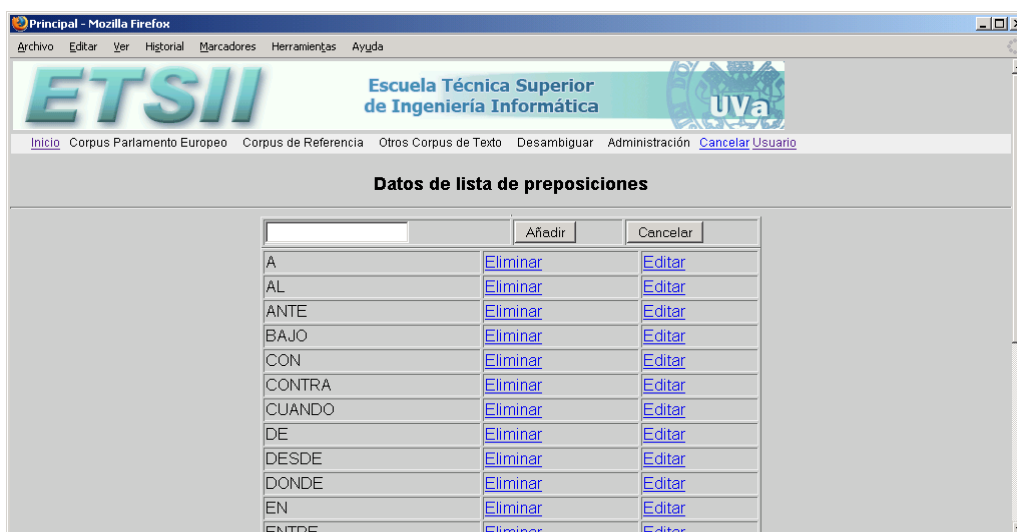 Principal - Mozilla Firefox
Archivo Editar Ver Historial Marcadores Herramientas Ayuda
ETSII
Escuela Técnica Superior
de Ingeniería Informática
UVa
Inicio Corpus Parlamento Europeo Corpus de Referencia Otros Corpus de Texto Desambiguar Administración Cancelar Usuario
Datos de lista de preposiciones
Añadir Cancelar
A Eliminar Editar
AL Eliminar Editar
ANTE Eliminar Editar
BAJO Eliminar Editar
CON Eliminar Editar
CONTRA Eliminar Editar
CUANDO Eliminar Editar
DE Eliminar Editar
DESDE Eliminar Editar
DONDE Eliminar Editar
EN Eliminar Editar
ENTRE Eliminar Editar